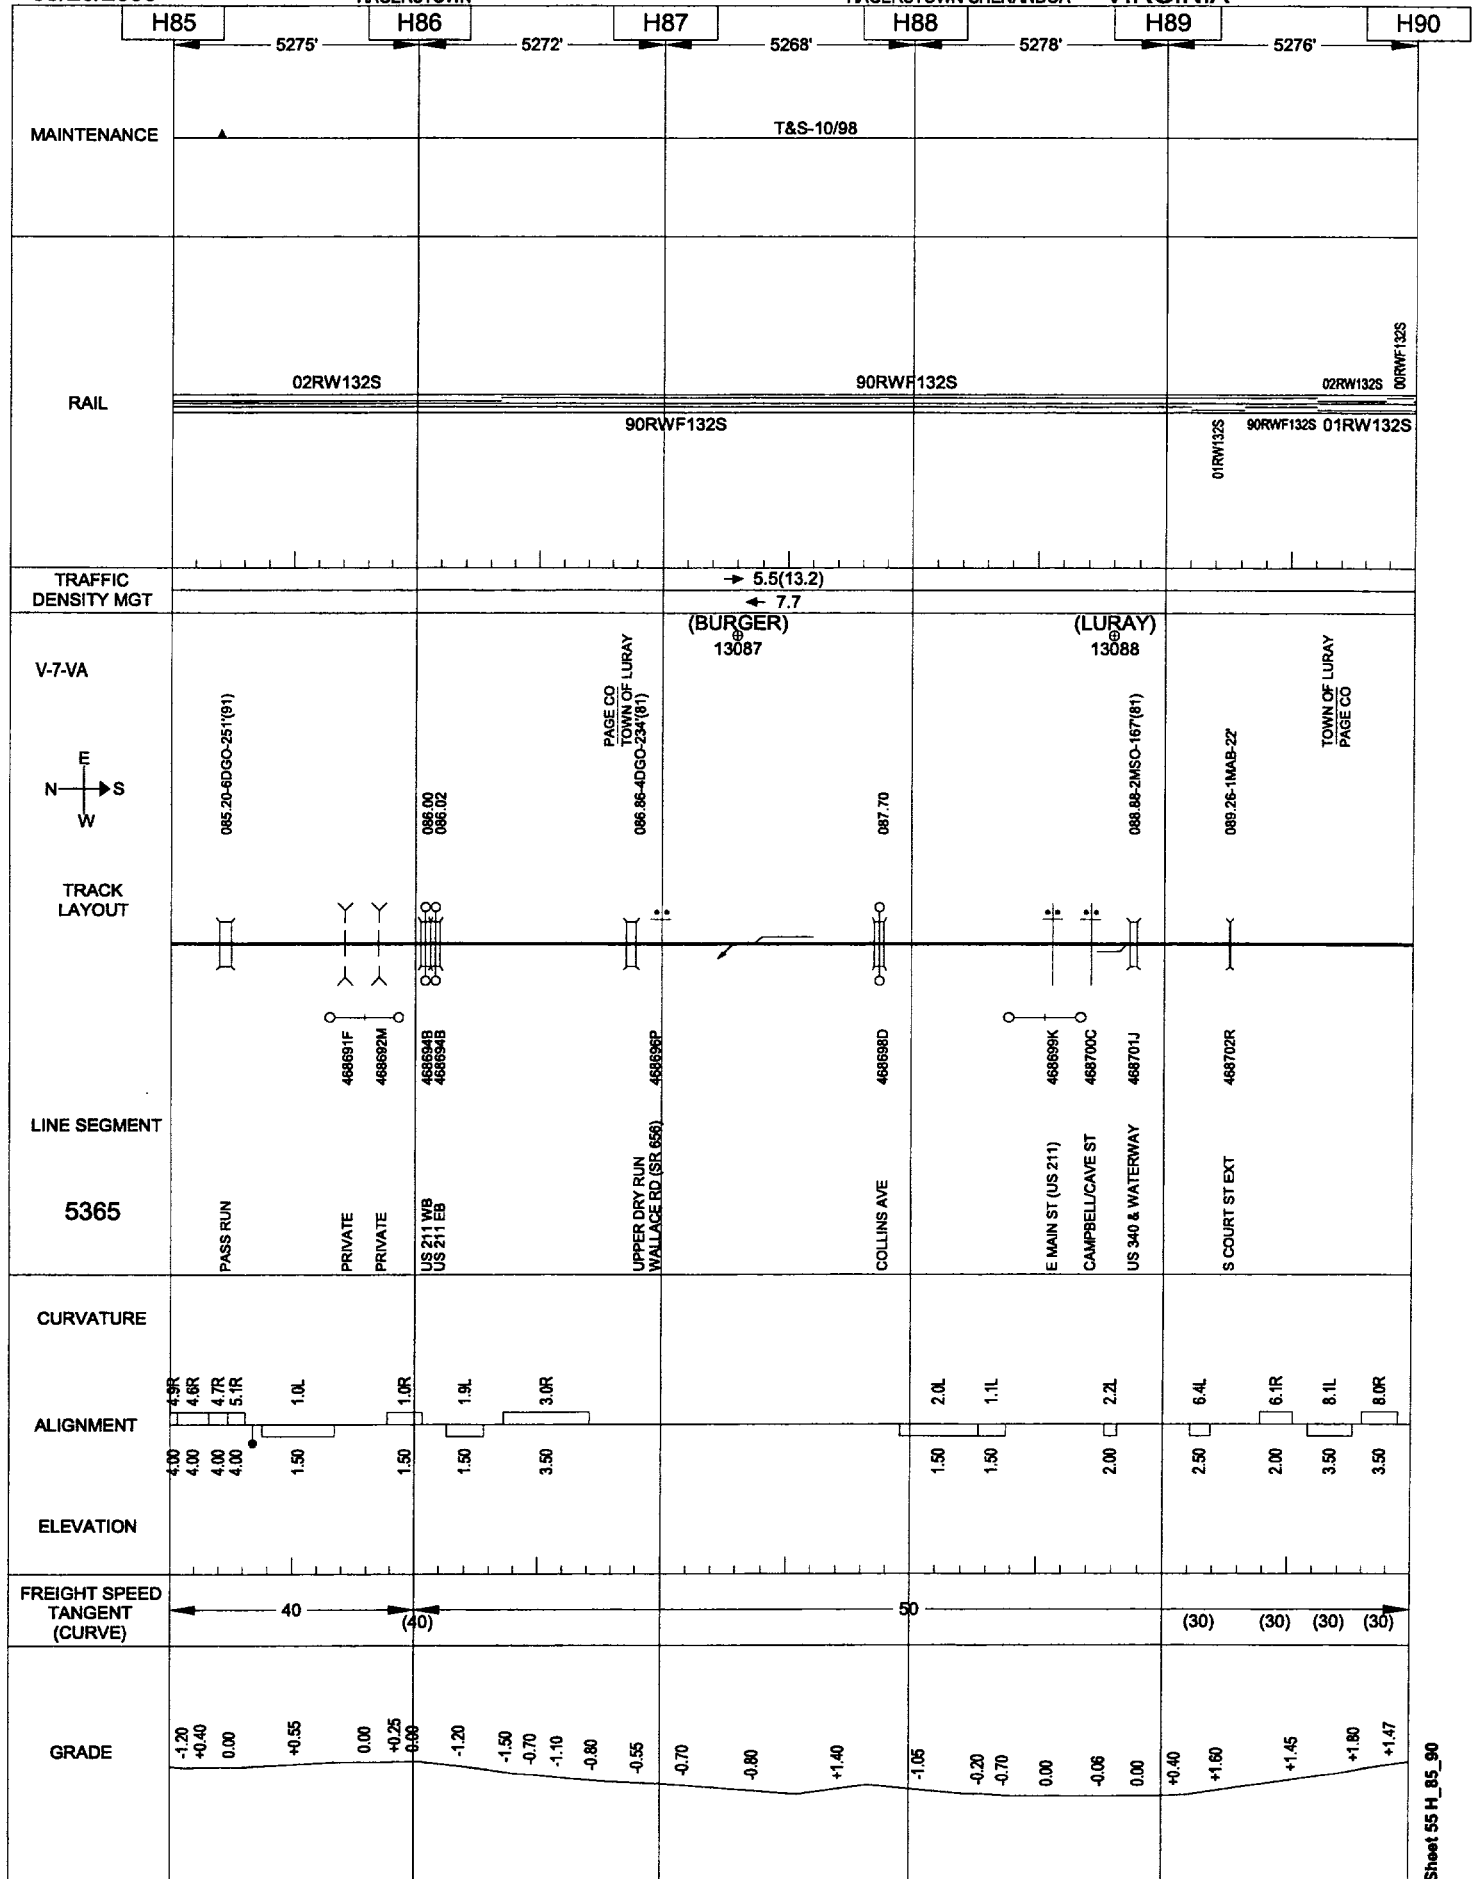 H85 H86 H87 H88 H89 H90
5275' 5272' 5268' 5278' 5276'
MAINTENANCE
T&S-10/98
RAIL
02RW132S
90RWF132S
90RWF132S
01RW132S
90RWF132S
01RW132S
02RW132S
00RWF132S
TRAFFIC
DENSITY MGT
5.5(13.2)
7.7
(BURGER)
13087
(LURAY)
13088
V-7-VA
E
N S
W
085.20-6DGO-251'(91)
086.00
086.02
PAGE CO
TOWN OF LURAY
086.86-4DGO-234'(81)
087.70
088.88-2MSO-167'(81)
089.26-1MAB-22'
TOWN OF LURAY
PAGE CO
TRACK
LAYOUT
468691F
468692M
468694B
468694B
468696P
468698D
468699K
468700C
468701J
468702R
LINE SEGMENT
5365
PASS RUN
PRIVATE
PRIVATE
US 211 WB
US 211 EB
UPPER DRY RUN
WALLACE RD (SR 656)
COLLINS AVE
E MAIN ST (US 211)
CAMPBELL/CAVE ST
US 340 & WATERWAY
S COURT ST EXT
CURVATURE
4.9R 4.6R 4.7R 5.1R 1.0L 1.0R 1.9L 3.0R 2.0L 1.1L 2.2L 6.4L 6.1R 8.1L 8.0R
ALIGNMENT
4.00 4.00 4.00 4.00 1.50 1.50 1.50 3.50 1.50 1.50 2.00 2.50 2.00 3.50 3.50
ELEVATION
FREIGHT SPEED
TANGENT
(CURVE)
40
(40)
50
(30) (30) (30) (30)
GRADE
-1.20 +0.40 0.00 +0.55 0.00 +0.25 0.00 -1.20 -1.50 -0.70 -1.10 -0.80 -0.55 -0.70 -0.80 +1.40 -1.05 -0.20 -0.70 0.00 -0.06 0.00 +0.40 +1.60 +1.45 +1.80 +1.47
Sheet 55 H_85_90